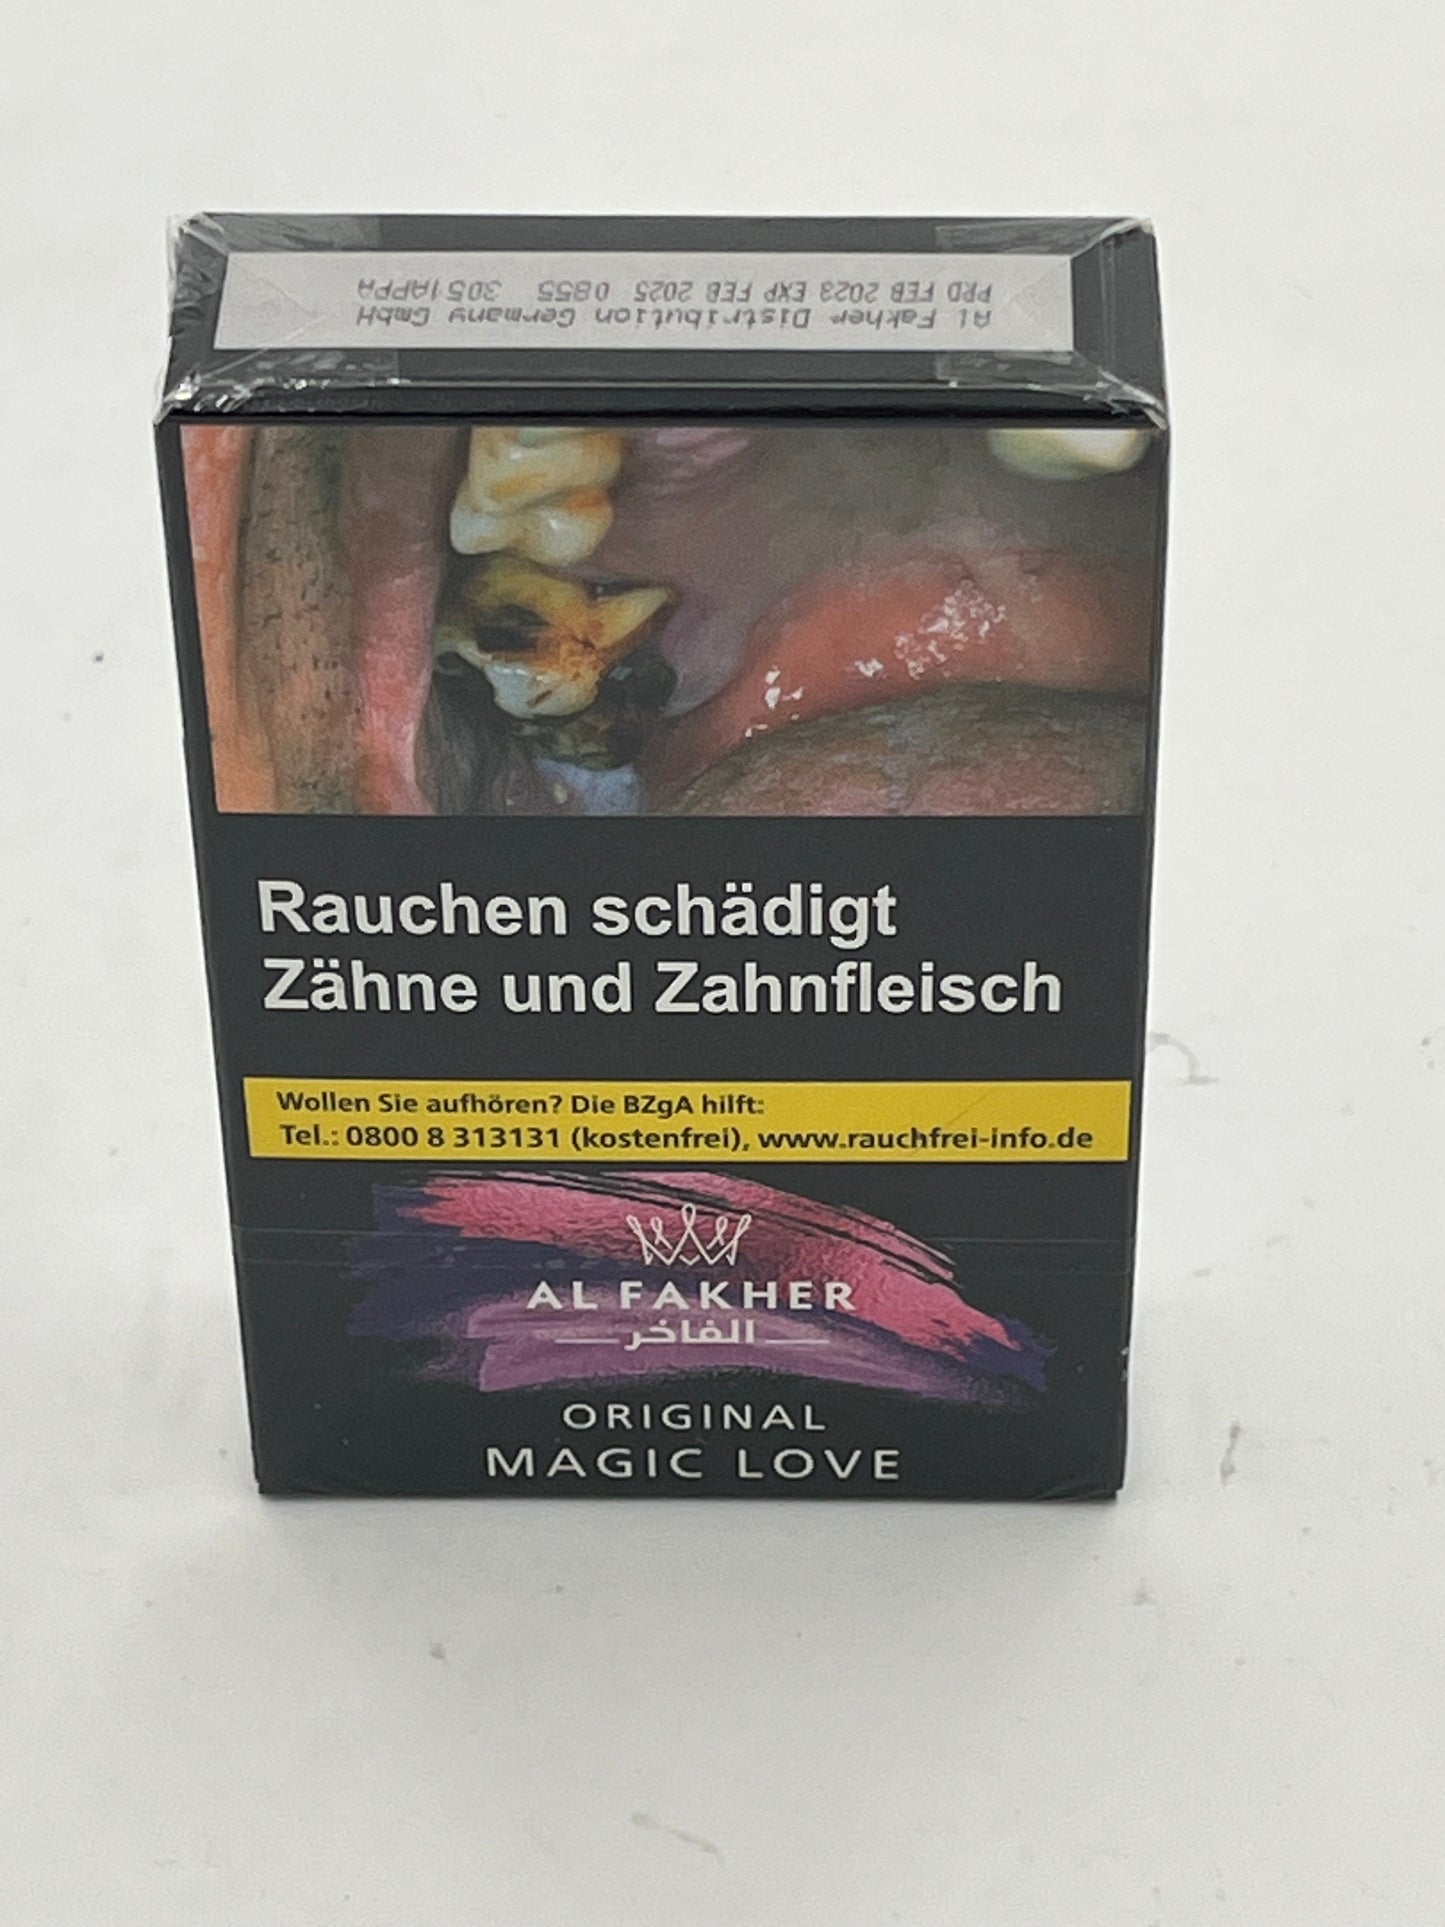 Al Fakher Distribution Germany GmbH
PRD FEB 2023 EXP FEB 2025 0855 3051APPA
Rauchen schädigt
Zähne und Zahnfleisch
Wollen Sie aufhören? Die BZgA hilft:
Tel.: 0800 8 313131 (kostenfrei), www.rauchfrei-info.de
AL FAKHER
الفاخر
ORIGINAL
MAGIC LOVE